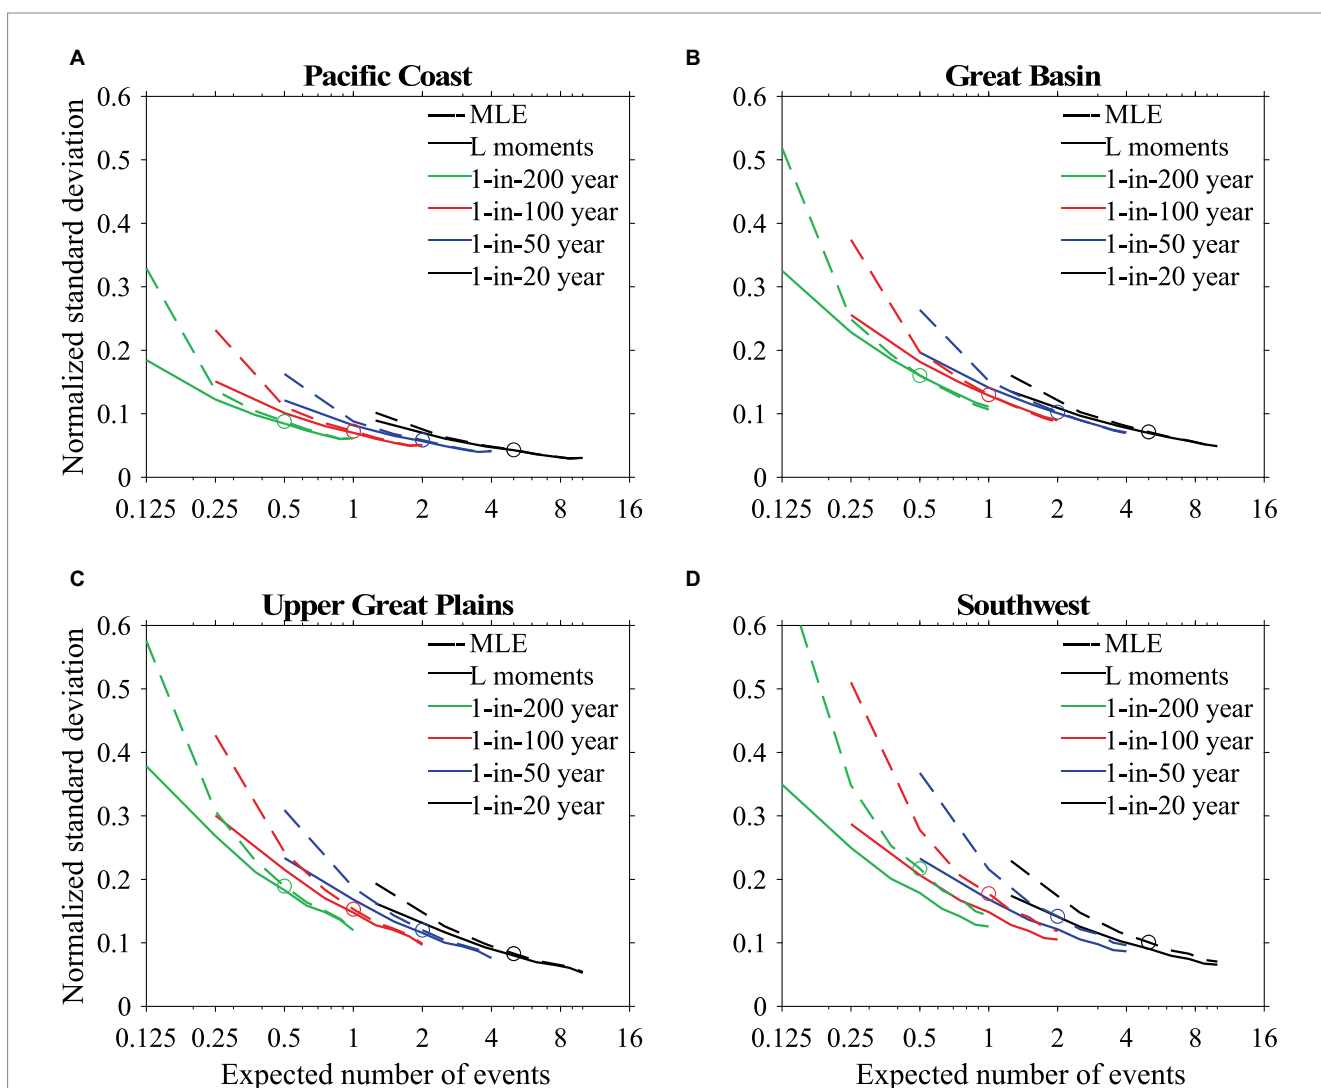 A
Pacific Coast
0.6
0.5
0.4
0.3
0.2
0.1
0
Normalized standard deviation
MLE
L moments
1-in-200 year
1-in-100 year
1-in-50 year
1-in-20 year
0.125 0.25 0.5 1 2 4 8 16
B
Great Basin
0.6
0.5
0.4
0.3
0.2
0.1
0
MLE
L moments
1-in-200 year
1-in-100 year
1-in-50 year
1-in-20 year
0.125 0.25 0.5 1 2 4 8 16
C
Upper Great Plains
0.6
0.5
0.4
0.3
0.2
0.1
0
Normalized standard deviation
MLE
L moments
1-in-200 year
1-in-100 year
1-in-50 year
1-in-20 year
0.125 0.25 0.5 1 2 4 8 16
Expected number of events
D
Southwest
0.6
0.5
0.4
0.3
0.2
0.1
0
MLE
L moments
1-in-200 year
1-in-100 year
1-in-50 year
1-in-20 year
0.125 0.25 0.5 1 2 4 8 16
Expected number of events